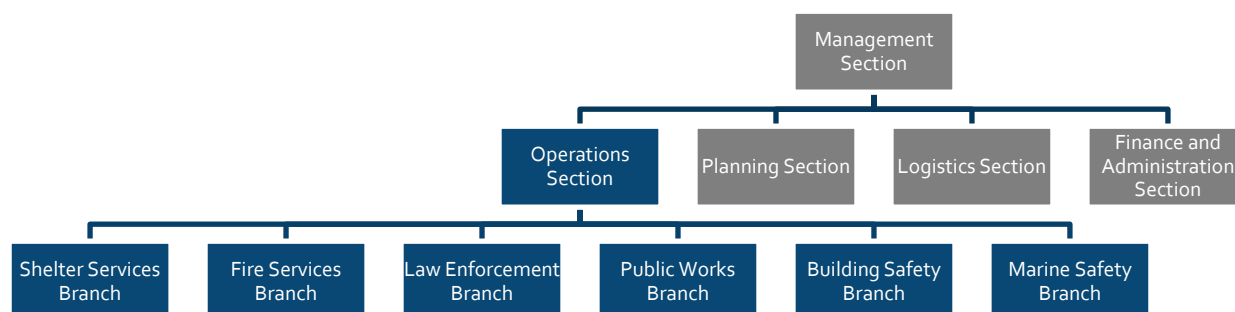 Management
Section
Operations
Section
Planning Section
Logistics Section
Finance and
Administration
Section
Shelter Services
Branch
Fire Services
Branch
Law Enforcement
Branch
Public Works
Branch
Building Safety
Branch
Marine Safety
Branch